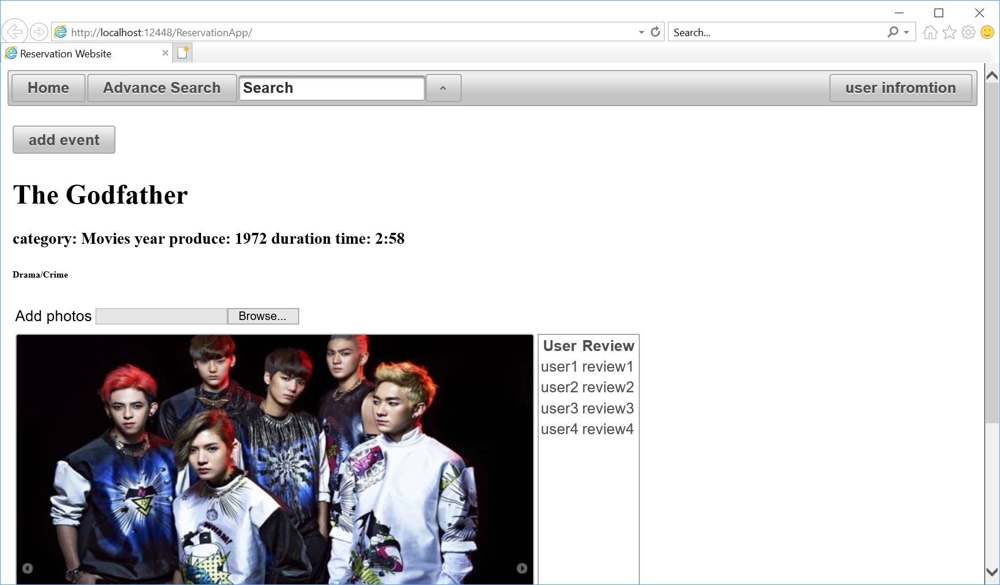 http://localhost:12448/ReservationApp/
Search...
Reservation Website
Home
Advance Search
Search
user infromtion
add event
The Godfather
category: Movies year produce: 1972 duration time: 2:58
Drama/Crime
Add photos
Browse...
User Review
user1 review1
user2 review2
user3 review3
user4 review4
WHAM!